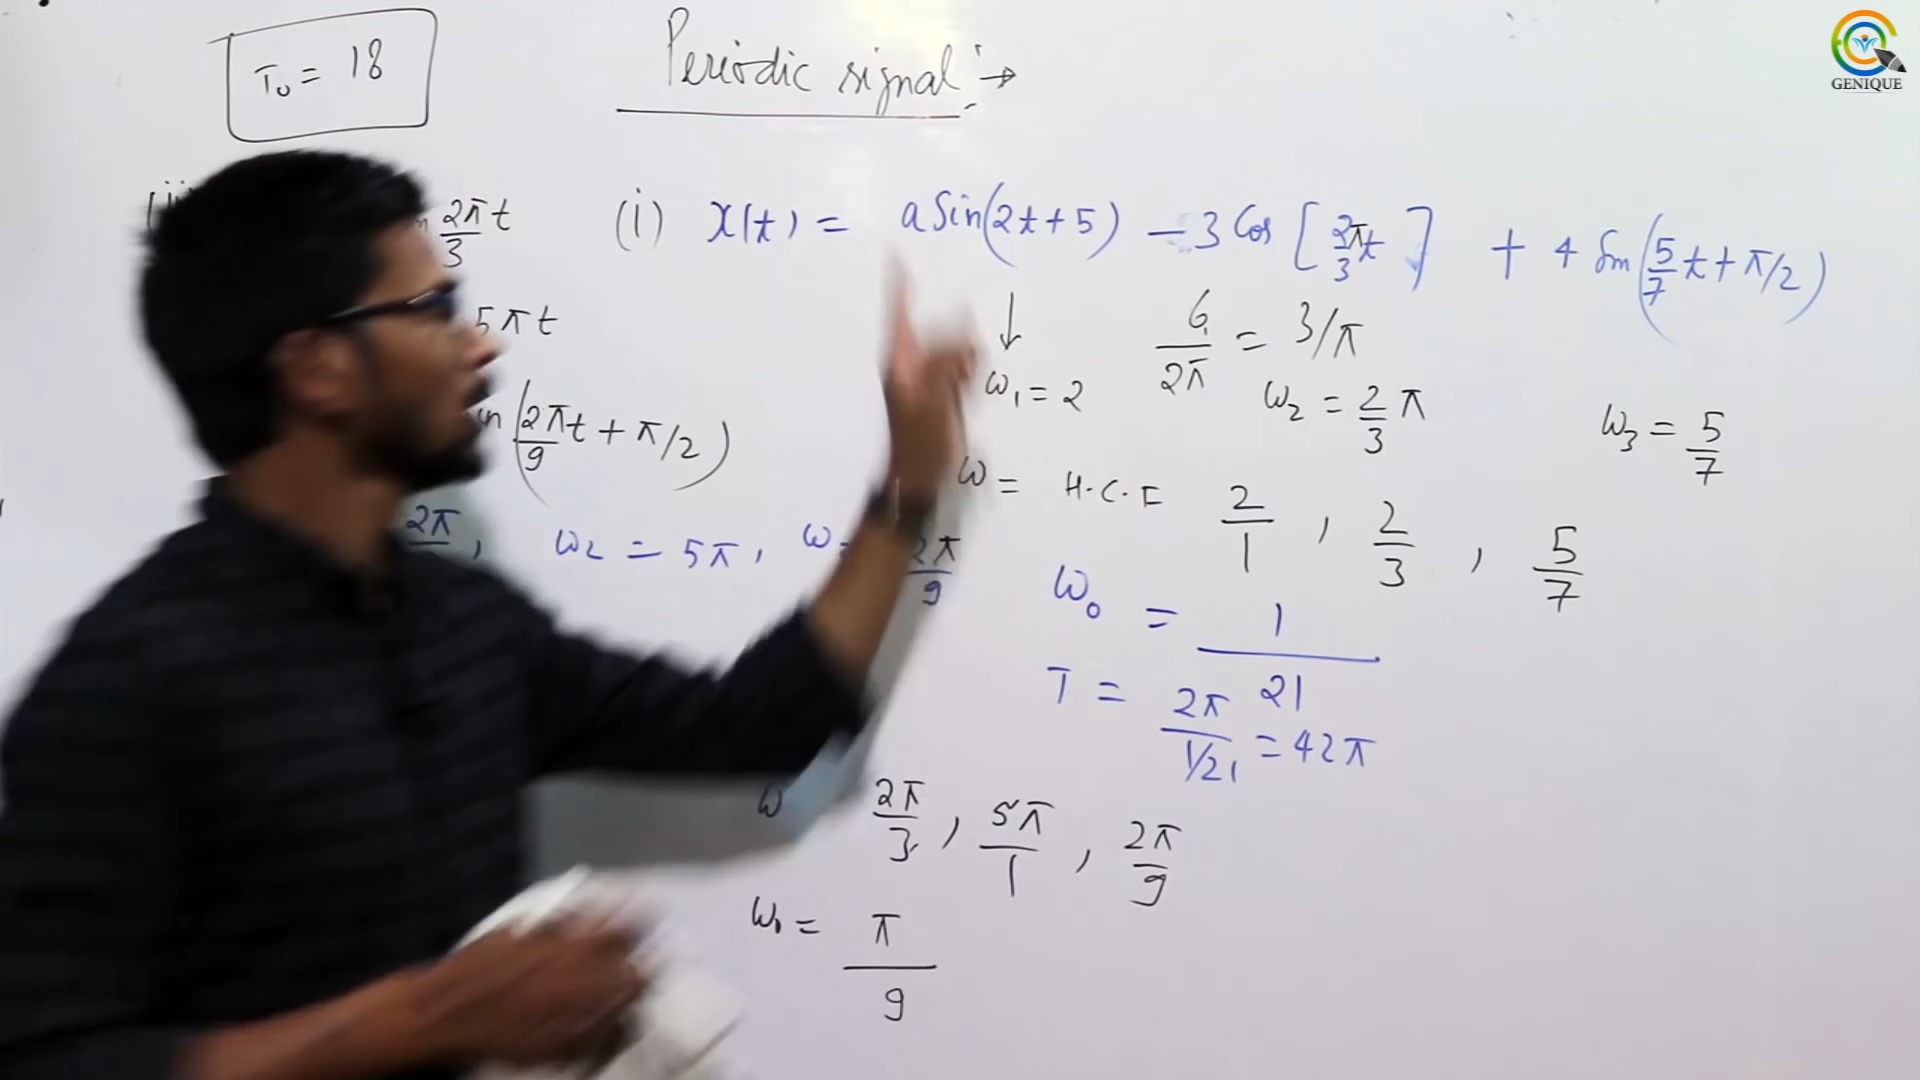 T₀ = 18
Periodic signal :→
GENIQUE
2π/3 t
(i) x(t) = a Sin(2t+5) - 3 Cos [2πt/3] + 4 Sin(5/7 t + π/2)
5πt
6/2π = 3/π
ω₁ = 2
ω₂ = 2/3 π
ω₃ = 5/7
(2π/9 t + π/2)
ω = H.C.F 2/1 , 2/3 , 5/7
2π , ω₂ = 5π , ω 2π/9
ω₀ = 1/21
T = 2π/1/21 = 42π
ω 2π/3 , 5π/1 , 2π/9
ω₀ = π/9